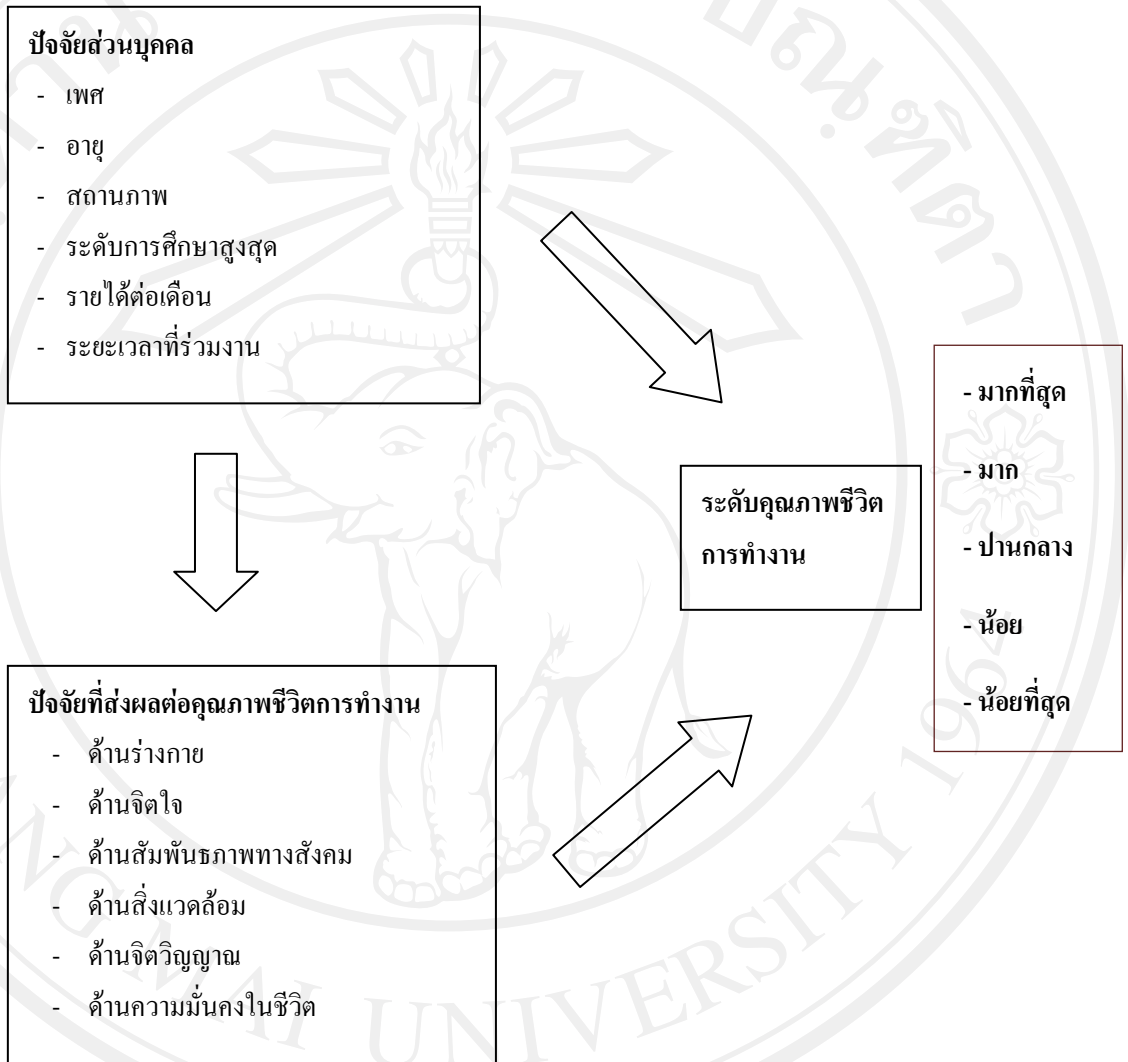 ปัจจัยส่วนบุคคล
- เพศ
- อายุ
- สถานภาพ
- ระดับการศึกษาสูงสุด
- รายได้ต่อเดือน
- ระยะเวลาที่ร่วมงาน
ปัจจัยที่ส่งผลต่อคุณภาพชีวิตการทำงาน
- ด้านร่างกาย
- ด้านจิตใจ
- ด้านสัมพันธภาพทางสังคม
- ด้านสิ่งแวดล้อม
- ด้านจิตวิญญาณ
- ด้านความมั่นคงในชีวิต
ระดับคุณภาพชีวิต
การทำงาน
- มากที่สุด
- มาก
- ปานกลาง
- น้อย
- น้อยที่สุด
NG MAI UNIVERSITY 1964